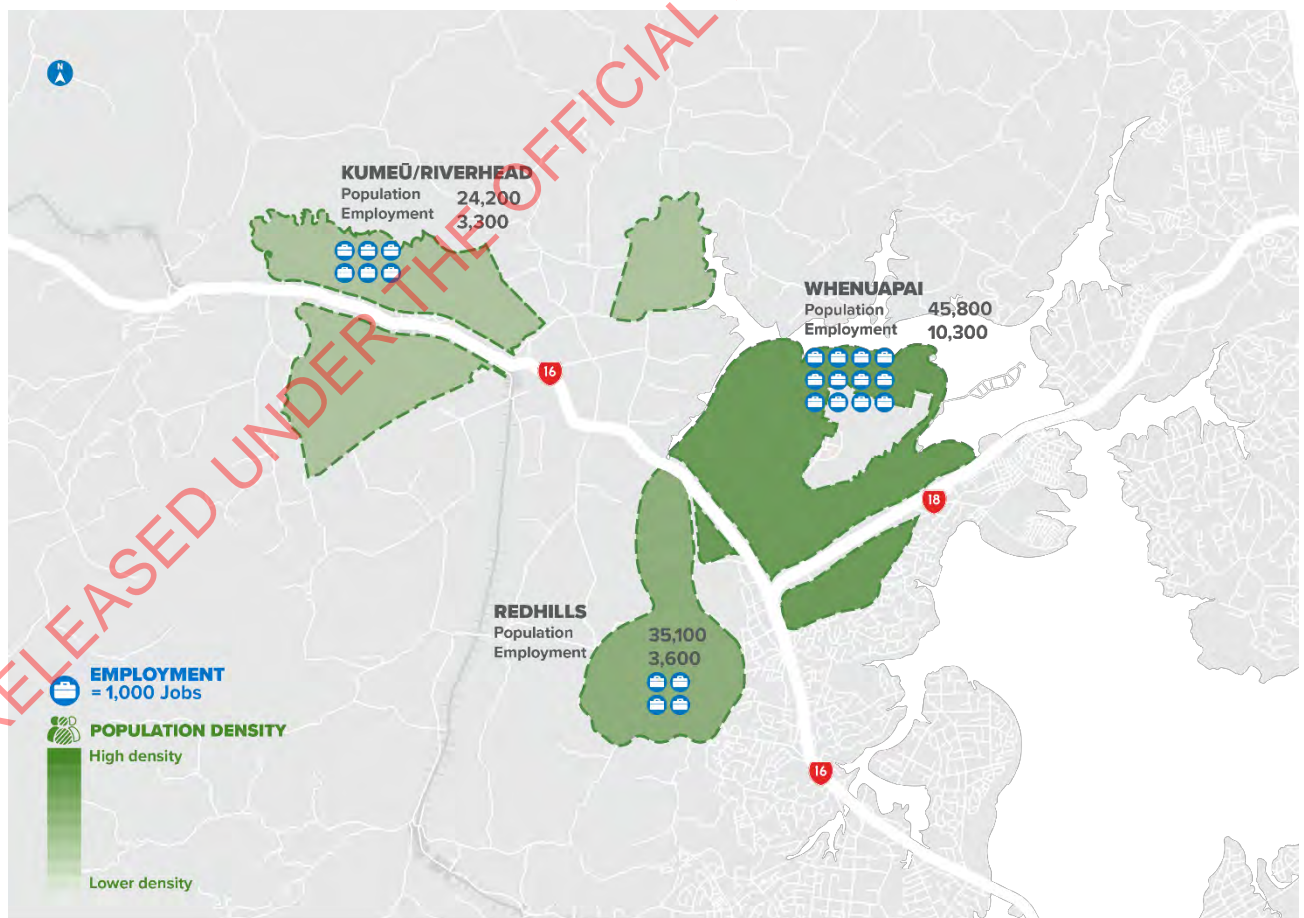 RELEASED UNDER THE OFFICIAL
N
KUMEŪ/RIVERHEAD
Population 24,200
Employment 3,300
WHENUAPAI
Population 45,800
Employment 10,300
16
18
REDHILLS
Population 35,100
Employment 3,600
EMPLOYMENT
= 1,000 Jobs
POPULATION DENSITY
High density
Lower density
16